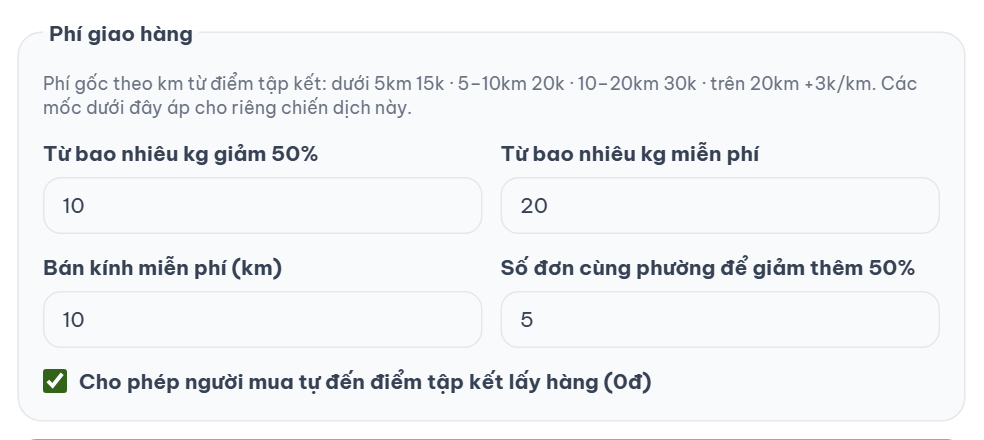 Phí giao hàng
Phí gốc theo km từ điểm tập kết: dưới 5km 15k · 5–10km 20k · 10–20km 30k · trên 20km +3k/km. Các
mốc dưới đây áp cho riêng chiến dịch này.
Từ bao nhiêu kg giảm 50%
Từ bao nhiêu kg miễn phí
10
20
Bán kính miễn phí (km)
Số đơn cùng phường để giảm thêm 50%
10
5
Cho phép người mua tự đến điểm tập kết lấy hàng (0đ)